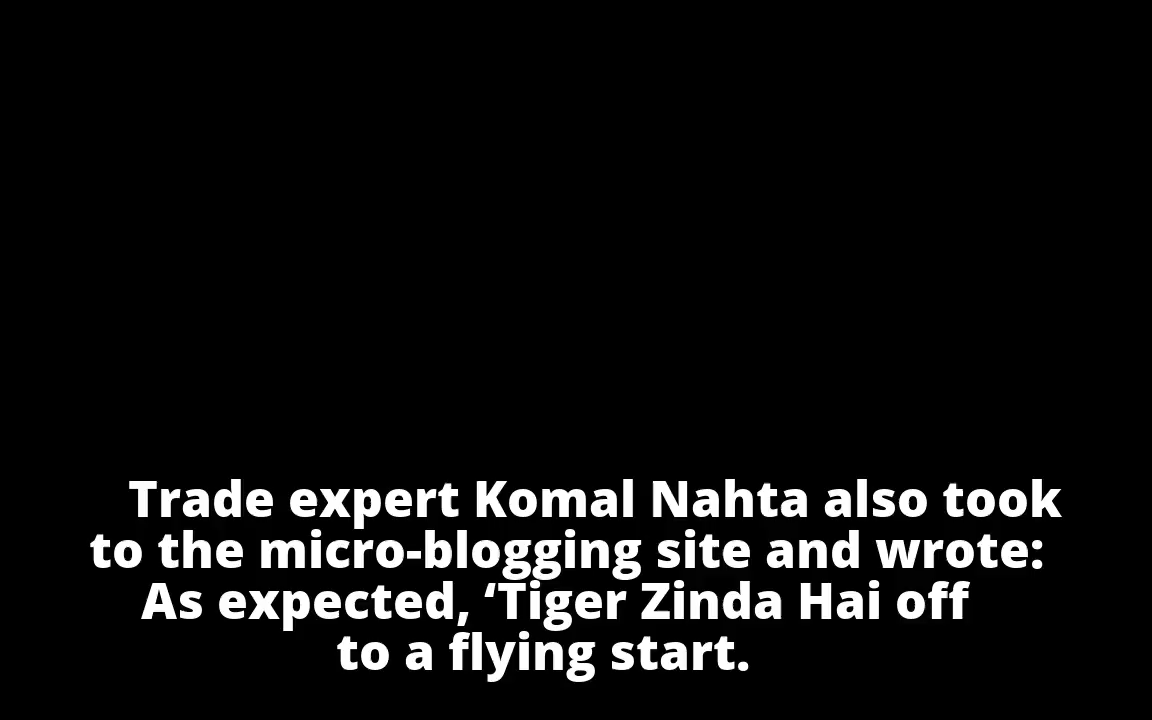 Trade expert Komal Nahta also took
to the micro-blogging site and wrote:
As expected, ‘Tiger Zinda Hai off
to a flying start.